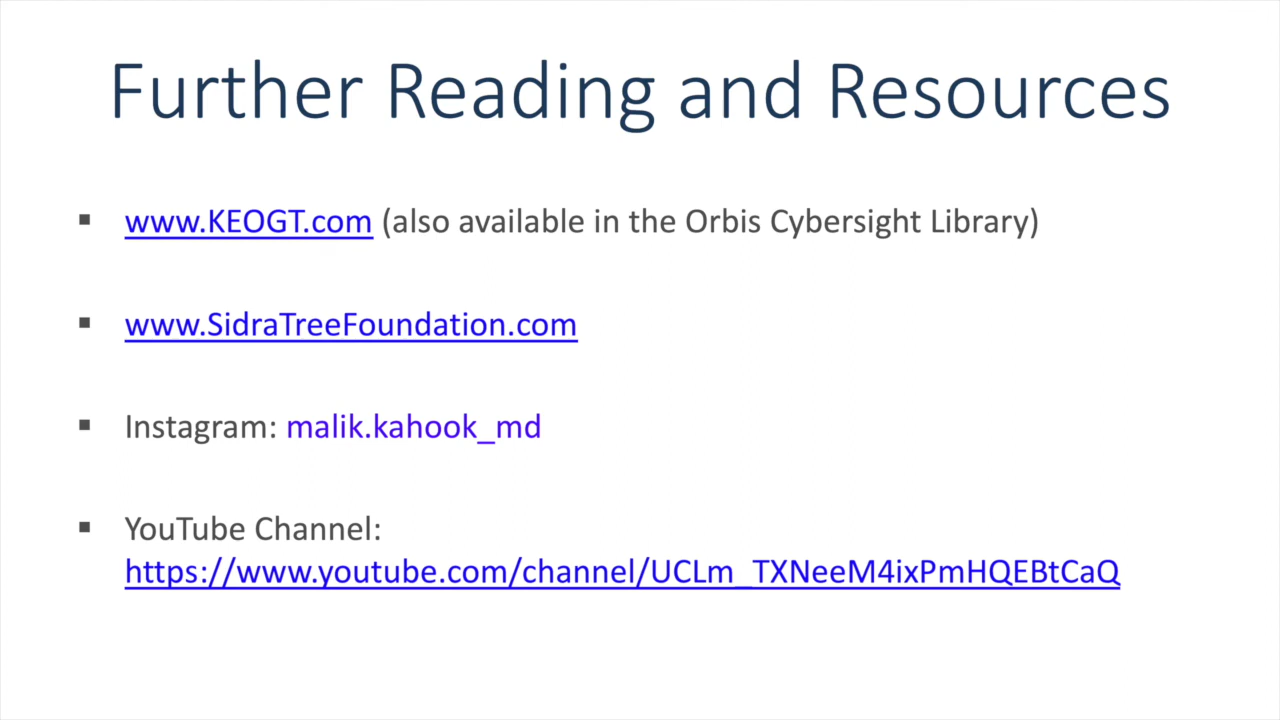 Further Reading and Resources
▪ www.KEOGT.com (also available in the Orbis Cybersight Library)
▪ www.SidraTreeFoundation.com
▪ Instagram: malik.kahook_md
▪ YouTube Channel:
https://www.youtube.com/channel/UCLm_TXNeeM4ixPmHQEBtCaQ